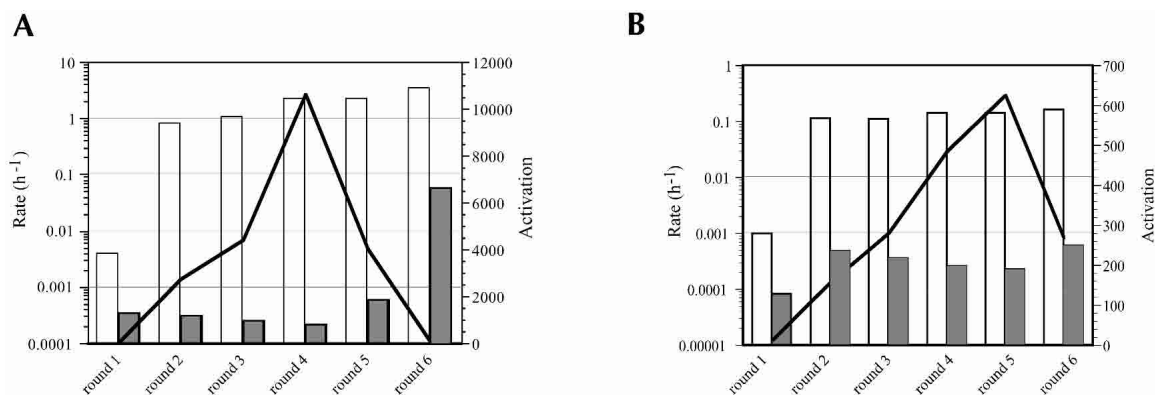 A
10
1
0.1
0.01
0.001
0.0001
Rate (h⁻¹)
12000
10000
8000
6000
4000
2000
0
Activation
round 1
round 2
round 3
round 4
round 5
round 6
B
1
0.1
0.01
0.001
0.0001
0.00001
Rate (h⁻¹)
700
600
500
400
300
200
100
0
Activation
round 1
round 2
round 3
round 4
round 5
round 6